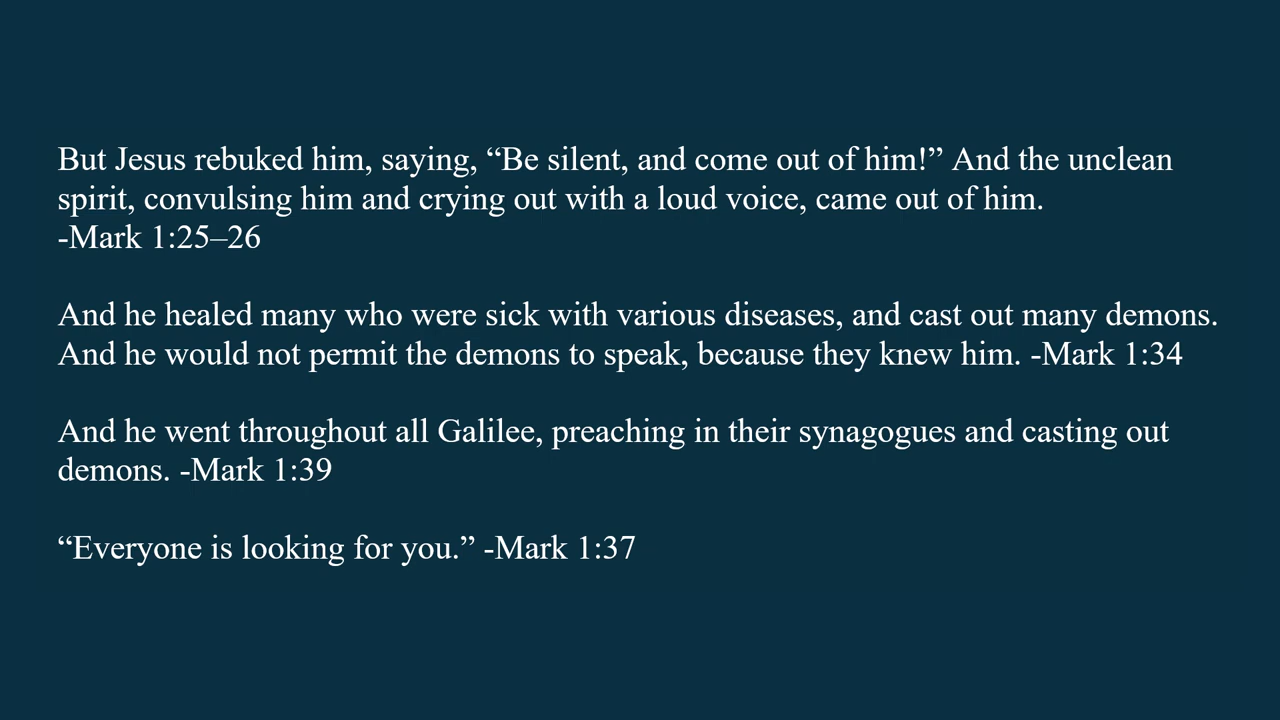 But Jesus rebuked him, saying, “Be silent, and come out of him!” And the unclean
spirit, convulsing him and crying out with a loud voice, came out of him.
-Mark 1:25–26
And he healed many who were sick with various diseases, and cast out many demons.
And he would not permit the demons to speak, because they knew him. -Mark 1:34
And he went throughout all Galilee, preaching in their synagogues and casting out
demons. -Mark 1:39
“Everyone is looking for you.” -Mark 1:37